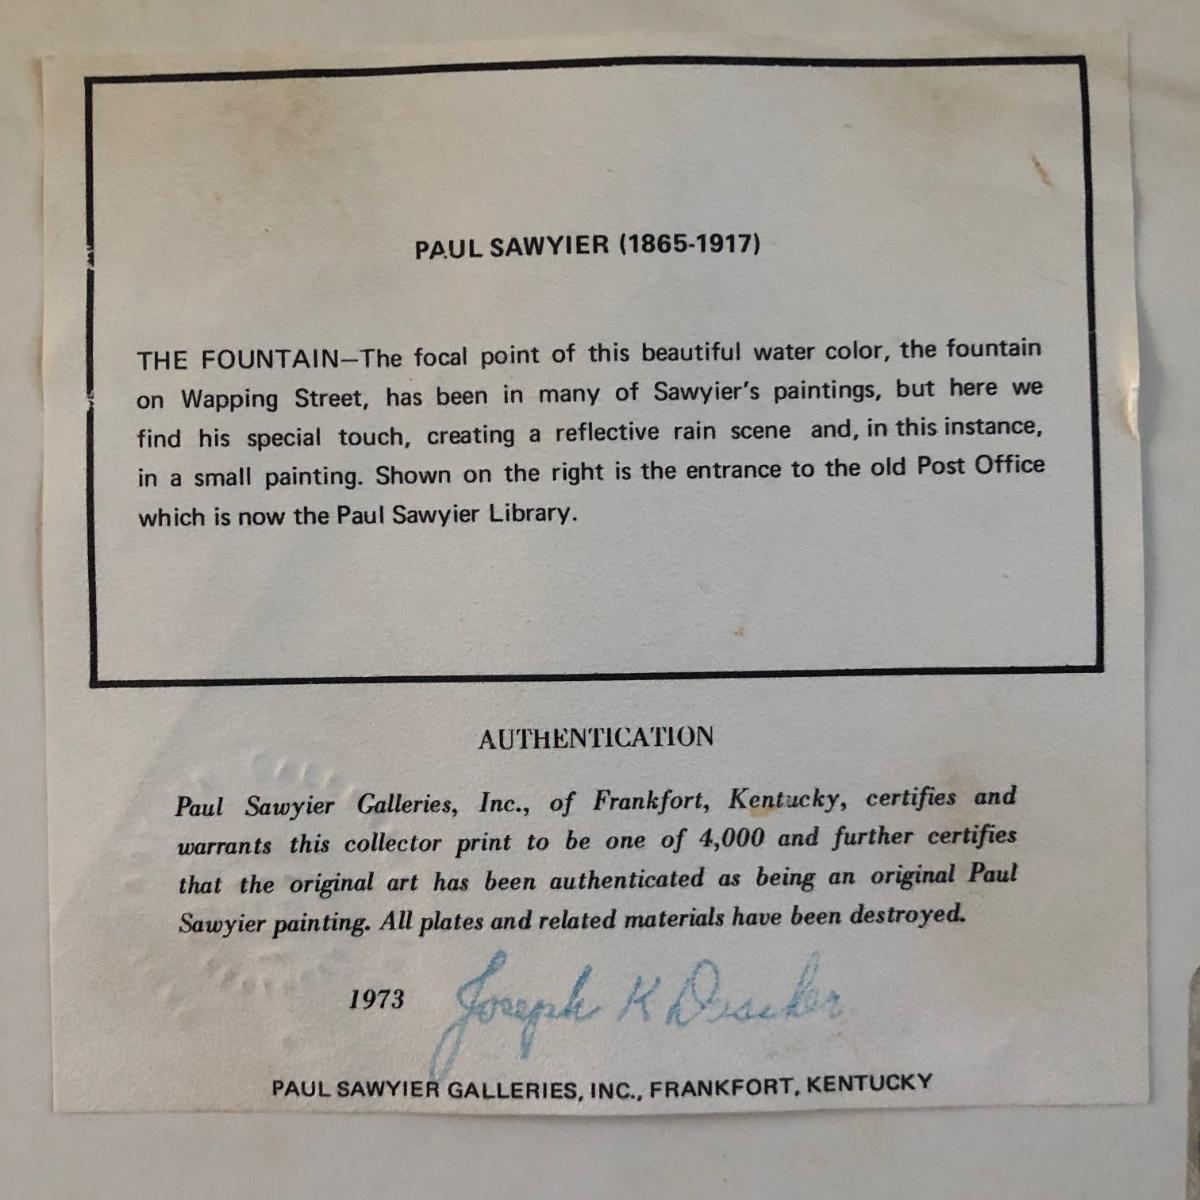 PAUL SAWYIER (1865-1917)
THE FOUNTAIN—The focal point of this beautiful water color, the fountain
on Wapping Street, has been in many of Sawyier's paintings, but here we
find his special touch, creating a reflective rain scene and, in this instance,
in a small painting. Shown on the right is the entrance to the old Post Office
which is now the Paul Sawyier Library.
AUTHENTICATION
Paul Sawyier Galleries, Inc., of Frankfort, Kentucky, certifies and
warrants this collector print to be one of 4,000 and further certifies
that the original art has been authenticated as being an original Paul
Sawyier painting. All plates and related materials have been destroyed.
1973 Joseph K
PAUL SAWYIER GALLERIES, INC., FRANKFORT, KENTUCKY